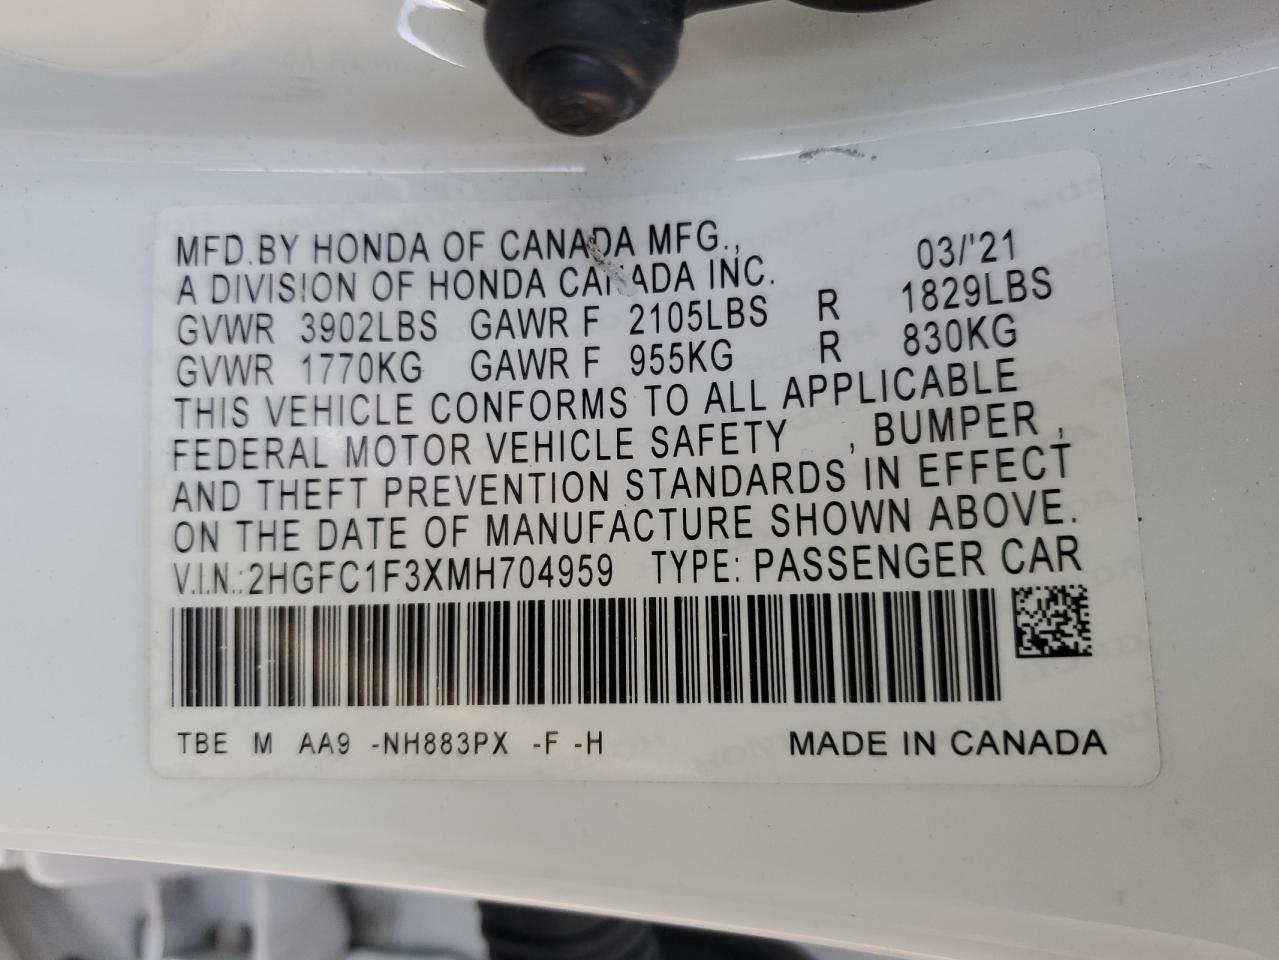 MFD.BY HONDA OF CANADA MFG., 03/'21
A DIVISION OF HONDA CANADA INC.
GVWR 3902LBS GAWR F 2105LBS R 1829LBS
GVWR 1770KG GAWR F 955KG R 830KG
THIS VEHICLE CONFORMS TO ALL APPLICABLE
FEDERAL MOTOR VEHICLE SAFETY , BUMPER ,
AND THEFT PREVENTION STANDARDS IN EFFECT
ON THE DATE OF MANUFACTURE SHOWN ABOVE.
V.I.N.:2HGFC1F3XMH704959 TYPE: PASSENGER CAR
TBE M AA9 -NH883PX -F -H MADE IN CANADA